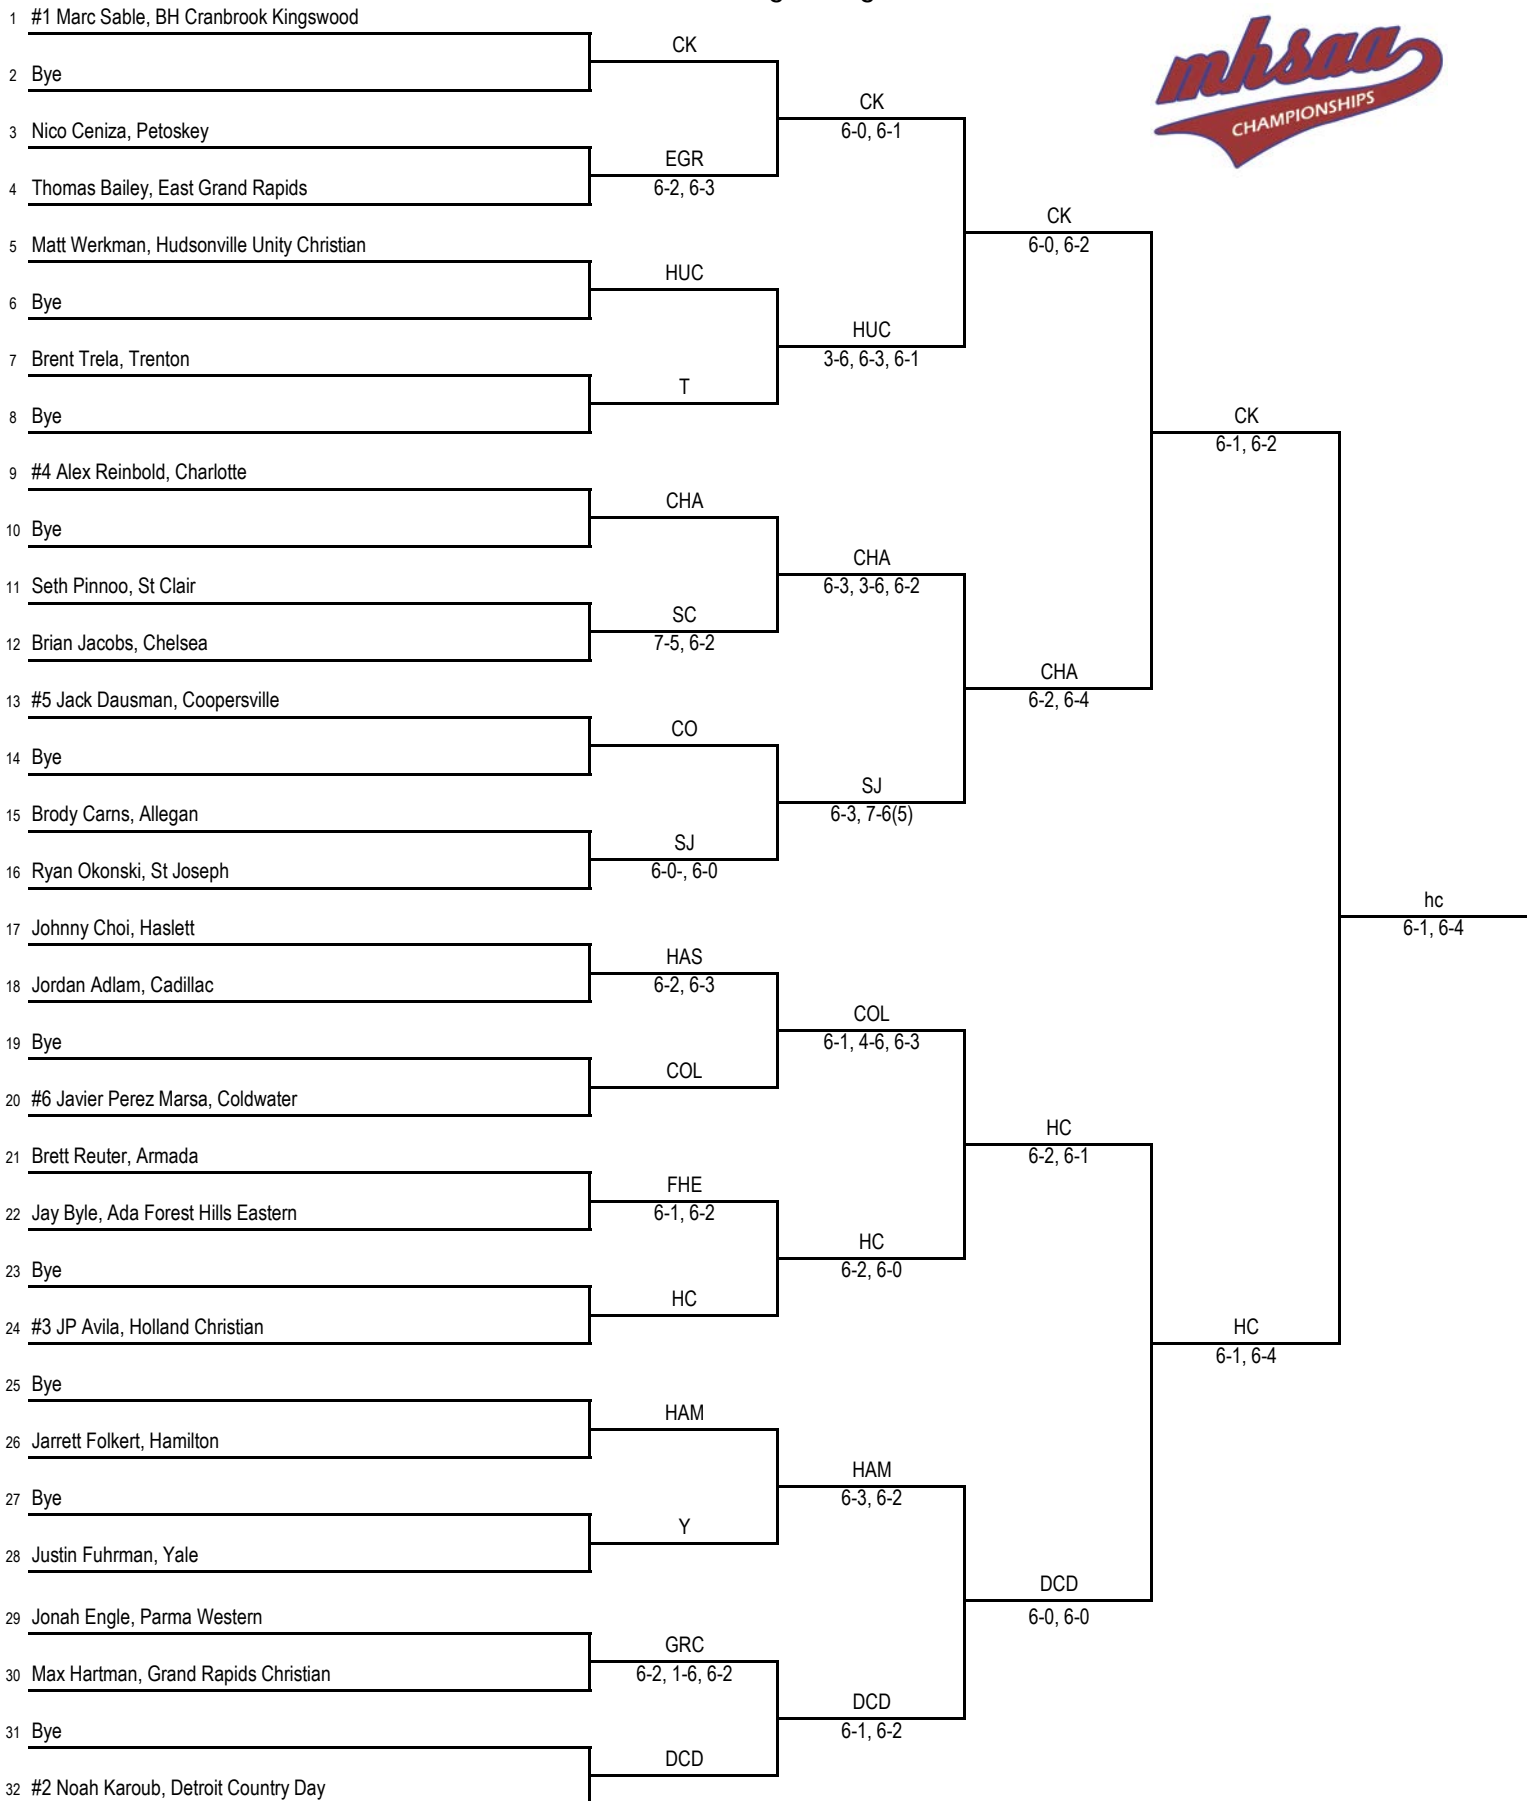 1 #1 Marc Sable, BH Cranbrook Kingswood
CK
2 Bye
CK
6-0, 6-1
3 Nico Ceniza, Petoskey
EGR
6-2, 6-3
4 Thomas Bailey, East Grand Rapids
CK
6-0, 6-2
5 Matt Werkman, Hudsonville Unity Christian
HUC
6 Bye
HUC
3-6, 6-3, 6-1
7 Brent Trela, Trenton
T
8 Bye
CK
6-1, 6-2
9 #4 Alex Reinbold, Charlotte
CHA
10 Bye
CHA
6-3, 3-6, 6-2
11 Seth Pinnoo, St Clair
SC
7-5, 6-2
12 Brian Jacobs, Chelsea
CHA
6-2, 6-4
13 #5 Jack Dausman, Coopersville
CO
14 Bye
SJ
6-3, 7-6(5)
15 Brody Carns, Allegan
SJ
6-0-, 6-0
16 Ryan Okonski, St Joseph
hc
6-1, 6-4
17 Johnny Choi, Haslett
HAS
6-2, 6-3
18 Jordan Adlam, Cadillac
COL
6-1, 4-6, 6-3
19 Bye
COL
20 #6 Javier Perez Marsa, Coldwater
HC
6-2, 6-1
21 Brett Reuter, Armada
FHE
6-1, 6-2
22 Jay Byle, Ada Forest Hills Eastern
HC
6-2, 6-0
23 Bye
HC
24 #3 JP Avila, Holland Christian
HC
6-1, 6-4
25 Bye
HAM
26 Jarrett Folkert, Hamilton
HAM
6-3, 6-2
27 Bye
Y
28 Justin Fuhrman, Yale
DCD
6-0, 6-0
29 Jonah Engle, Parma Western
GRC
6-2, 1-6, 6-2
30 Max Hartman, Grand Rapids Christian
DCD
6-1, 6-2
31 Bye
DCD
32 #2 Noah Karoub, Detroit Country Day
mhsaa
CHAMPIONSHIPS